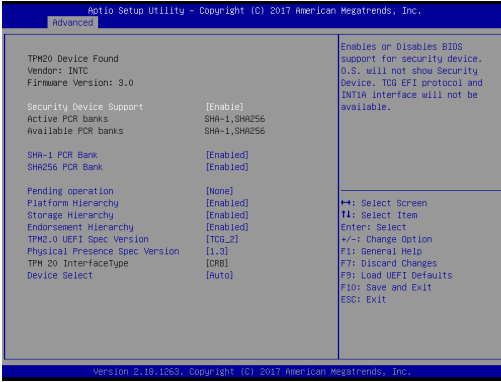 Aptio Setup Utility – Copyright (C) 2017 American Megatrends, Inc.
Advanced
TPM20 Device Found
Vendor: INTC
Firmware Version: 3.0
Security Device Support [Enable]
Active PCR banks SHA-1,SHA256
Available PCR banks SHA-1,SHA256
SHA-1 PCR Bank [Enabled]
SHA256 PCR Bank [Enabled]
Pending operation [None]
Platform Hierarchy [Enabled]
Storage Hierarchy [Enabled]
Endorsement Hierarchy [Enabled]
TPM2.0 UEFI Spec Version [TCG_2]
Physical Presence Spec Version [1.3]
TPM 20 InterfaceType [CRB]
Device Select [Auto]
Enables or Disables BIOS
support for security device.
O.S. will not show Security
Device. TCG EFI protocol and
INT1A interface will not be
available.
↔: Select Screen
↑↓: Select Item
Enter: Select
+/-: Change Option
F1: General Help
F7: Discard Changes
F9: Load UEFI Defaults
F10: Save and Exit
ESC: Exit
Version 2.18.1263. Copyright (C) 2017 American Megatrends, Inc.